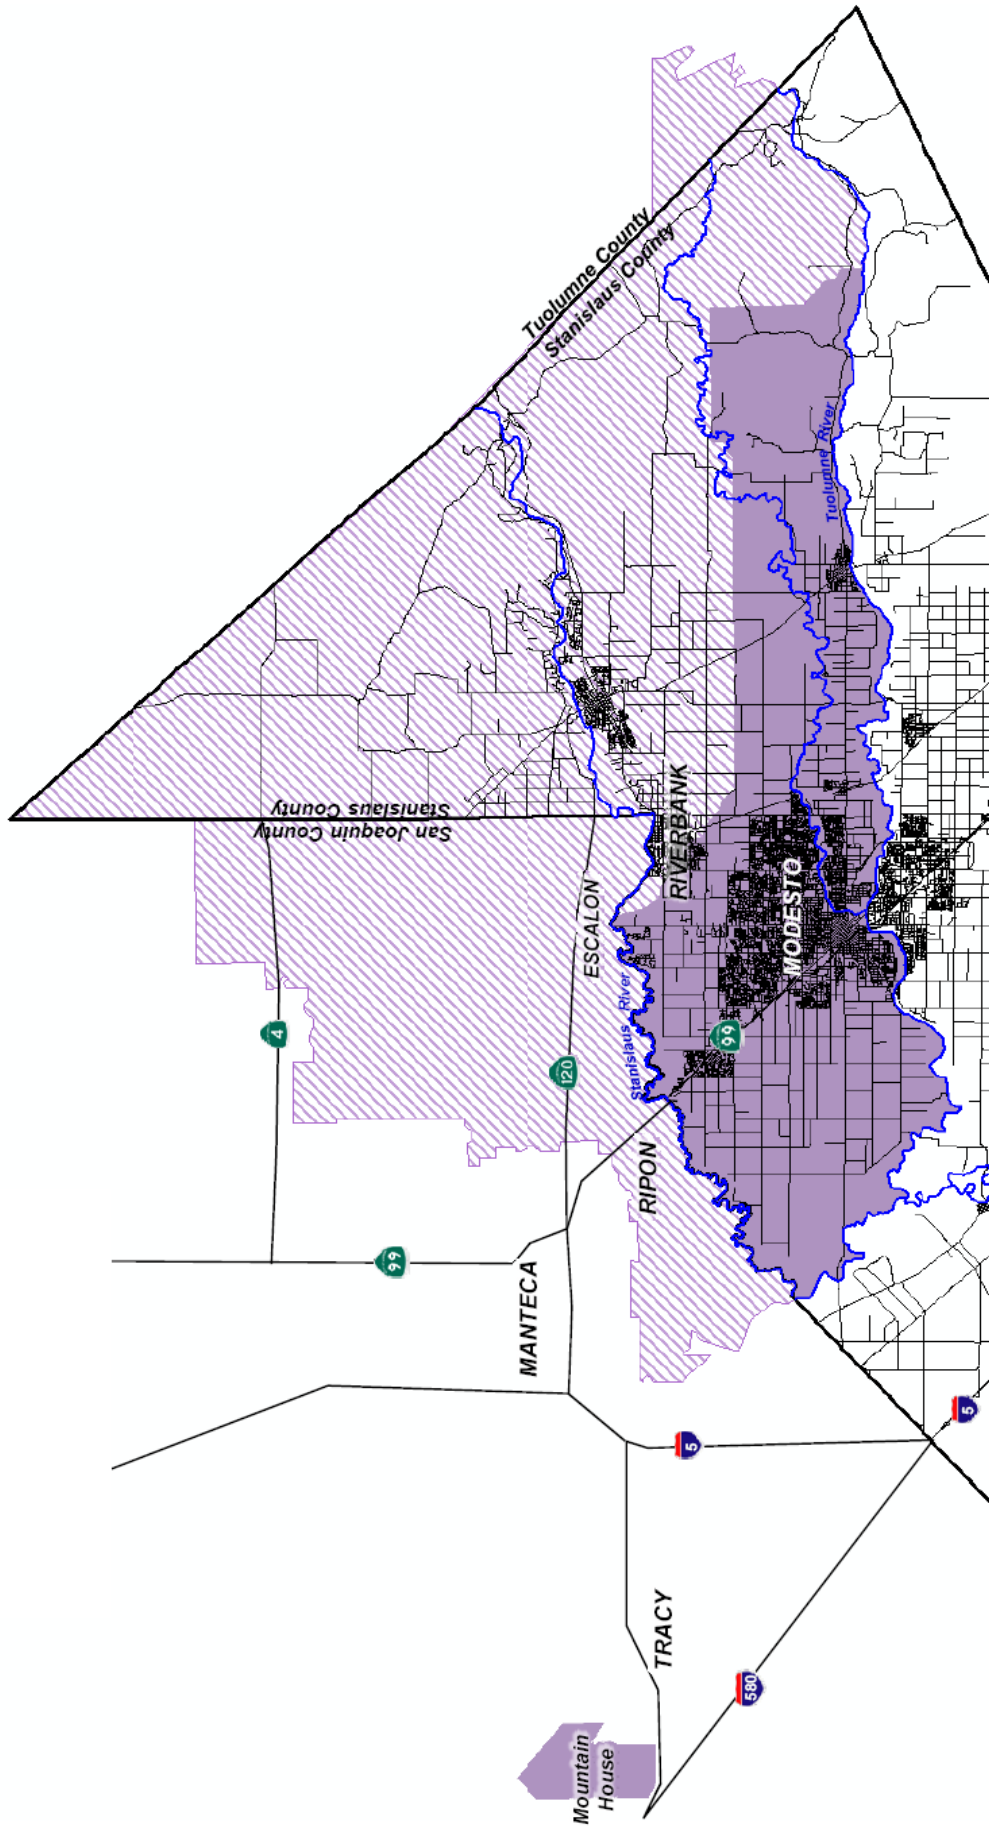 Tuolumne County
Stanislaus County
San Joaquin County
Stanislaus County
4
99
120
ESCALON
RIVERBANK
Tuolumne River
Stanislaus River
MODESTO
99
RIPON
MANTECA
5
5
TRACY
580
Mountain
House